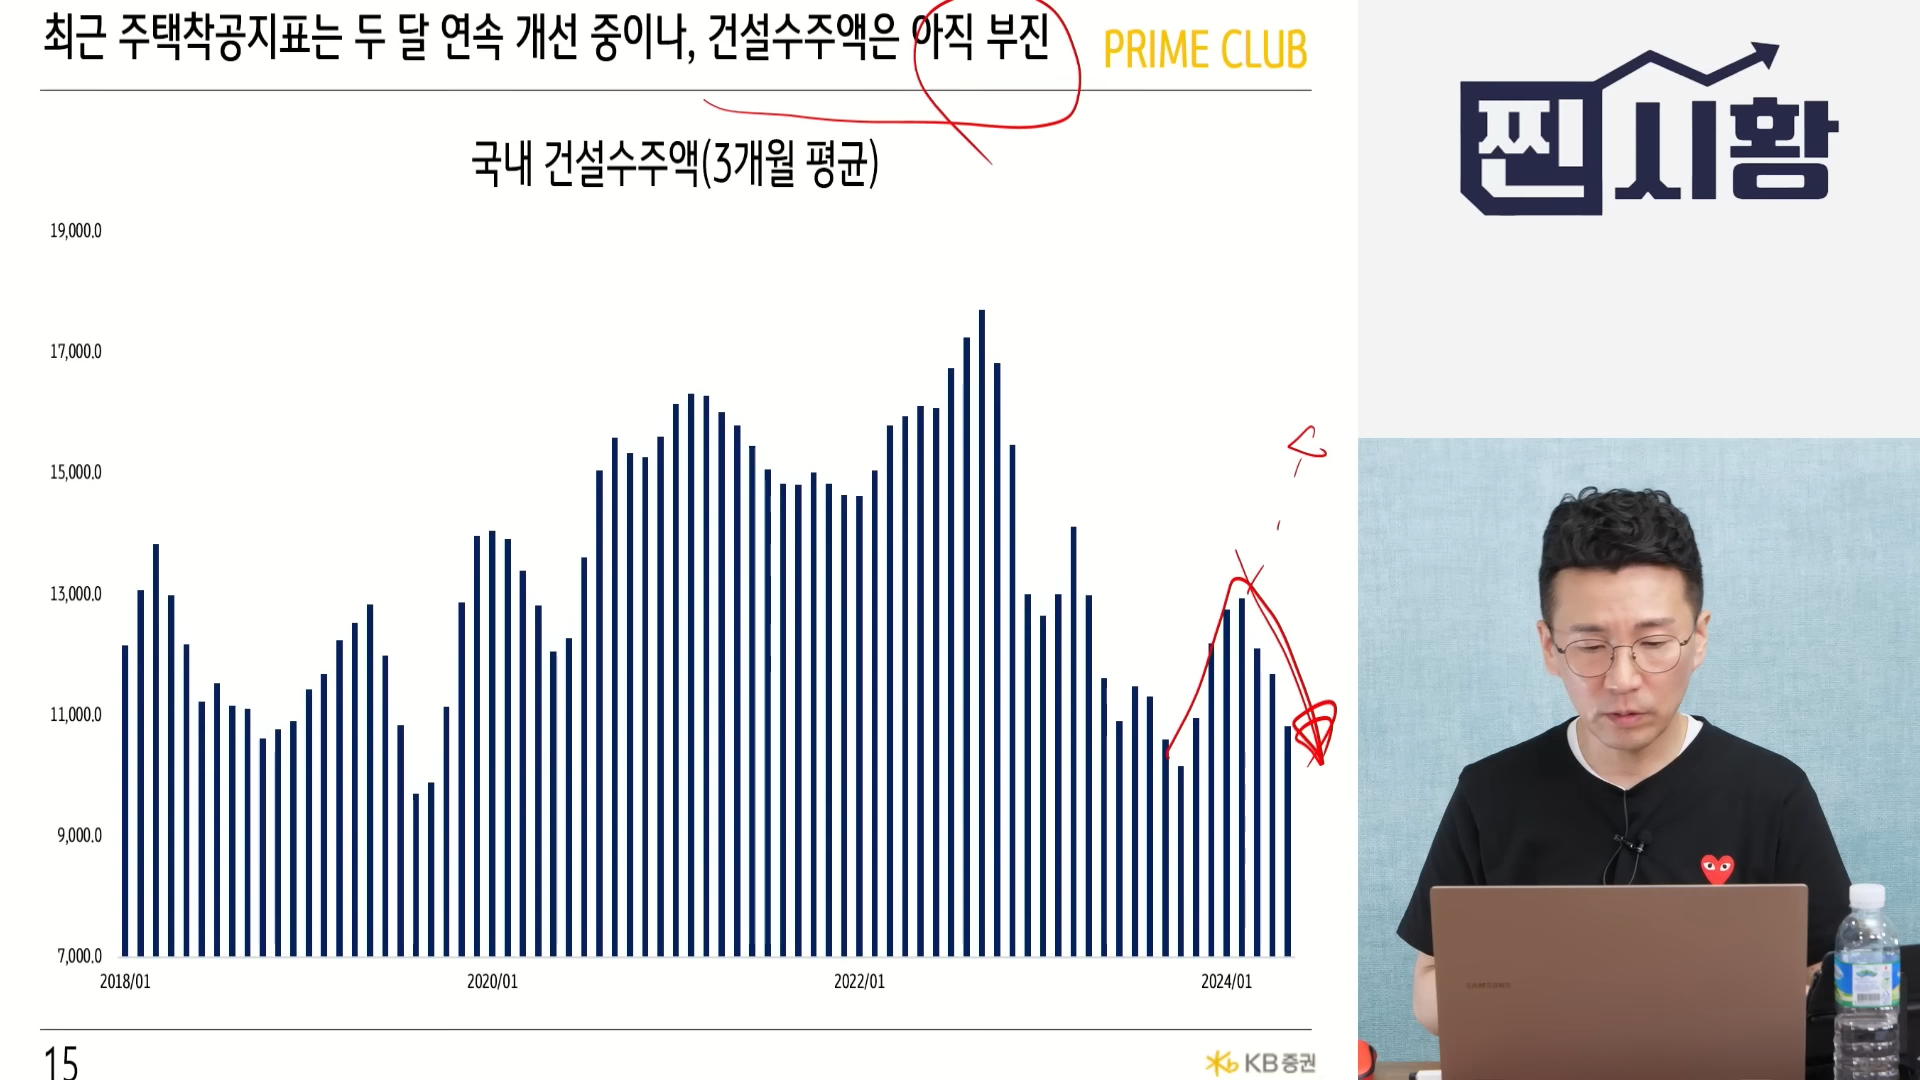 최근 주택착공지표는 두 달 연속 개선 중이나, 건설수주액은 아직 부진
PRIME CLUB
찐시황
국내 건설수주액(3개월 평균)
19,000.0
17,000.0
15,000.0
13,000.0
11,000.0
9,000.0
7,000.0
2018/01
2020/01
2022/01
2024/01
15
KB증권
SAMSUNG